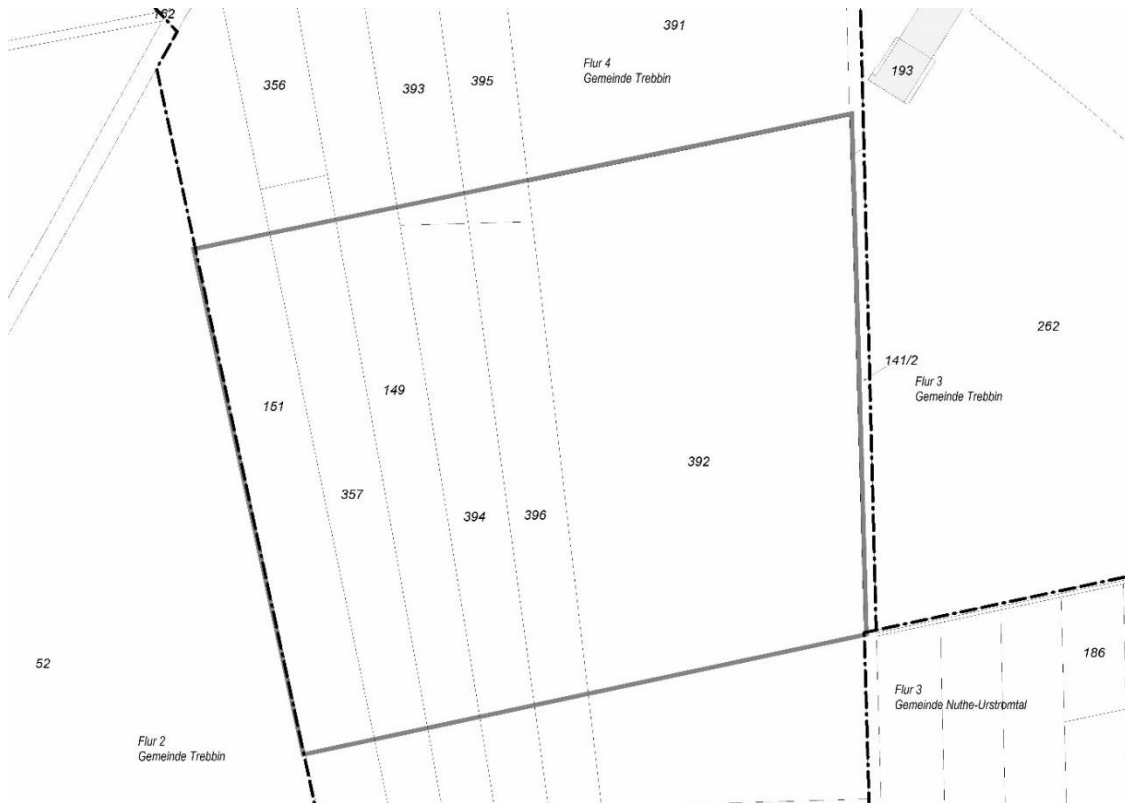 162
391
Flur 4
Gemeinde Trebbin
193
356
393
395
262
141/2
Flur 3
Gemeinde Trebbin
151
149
392
357
394
396
52
186
Flur 3
Gemeinde Nuthe-Urstromtal
Flur 2
Gemeinde Trebbin